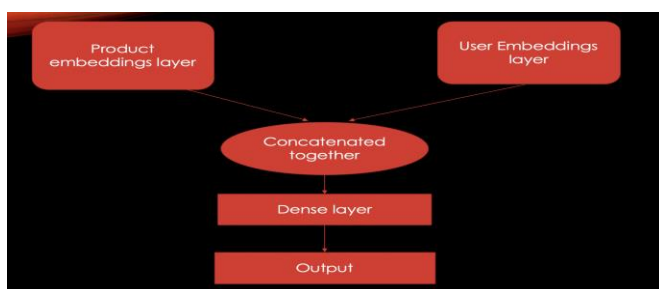 Product
embeddings layer
User Embeddings
layer
Concatenated
together
Dense layer
Output